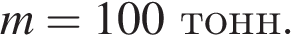 m = 100 тонн.